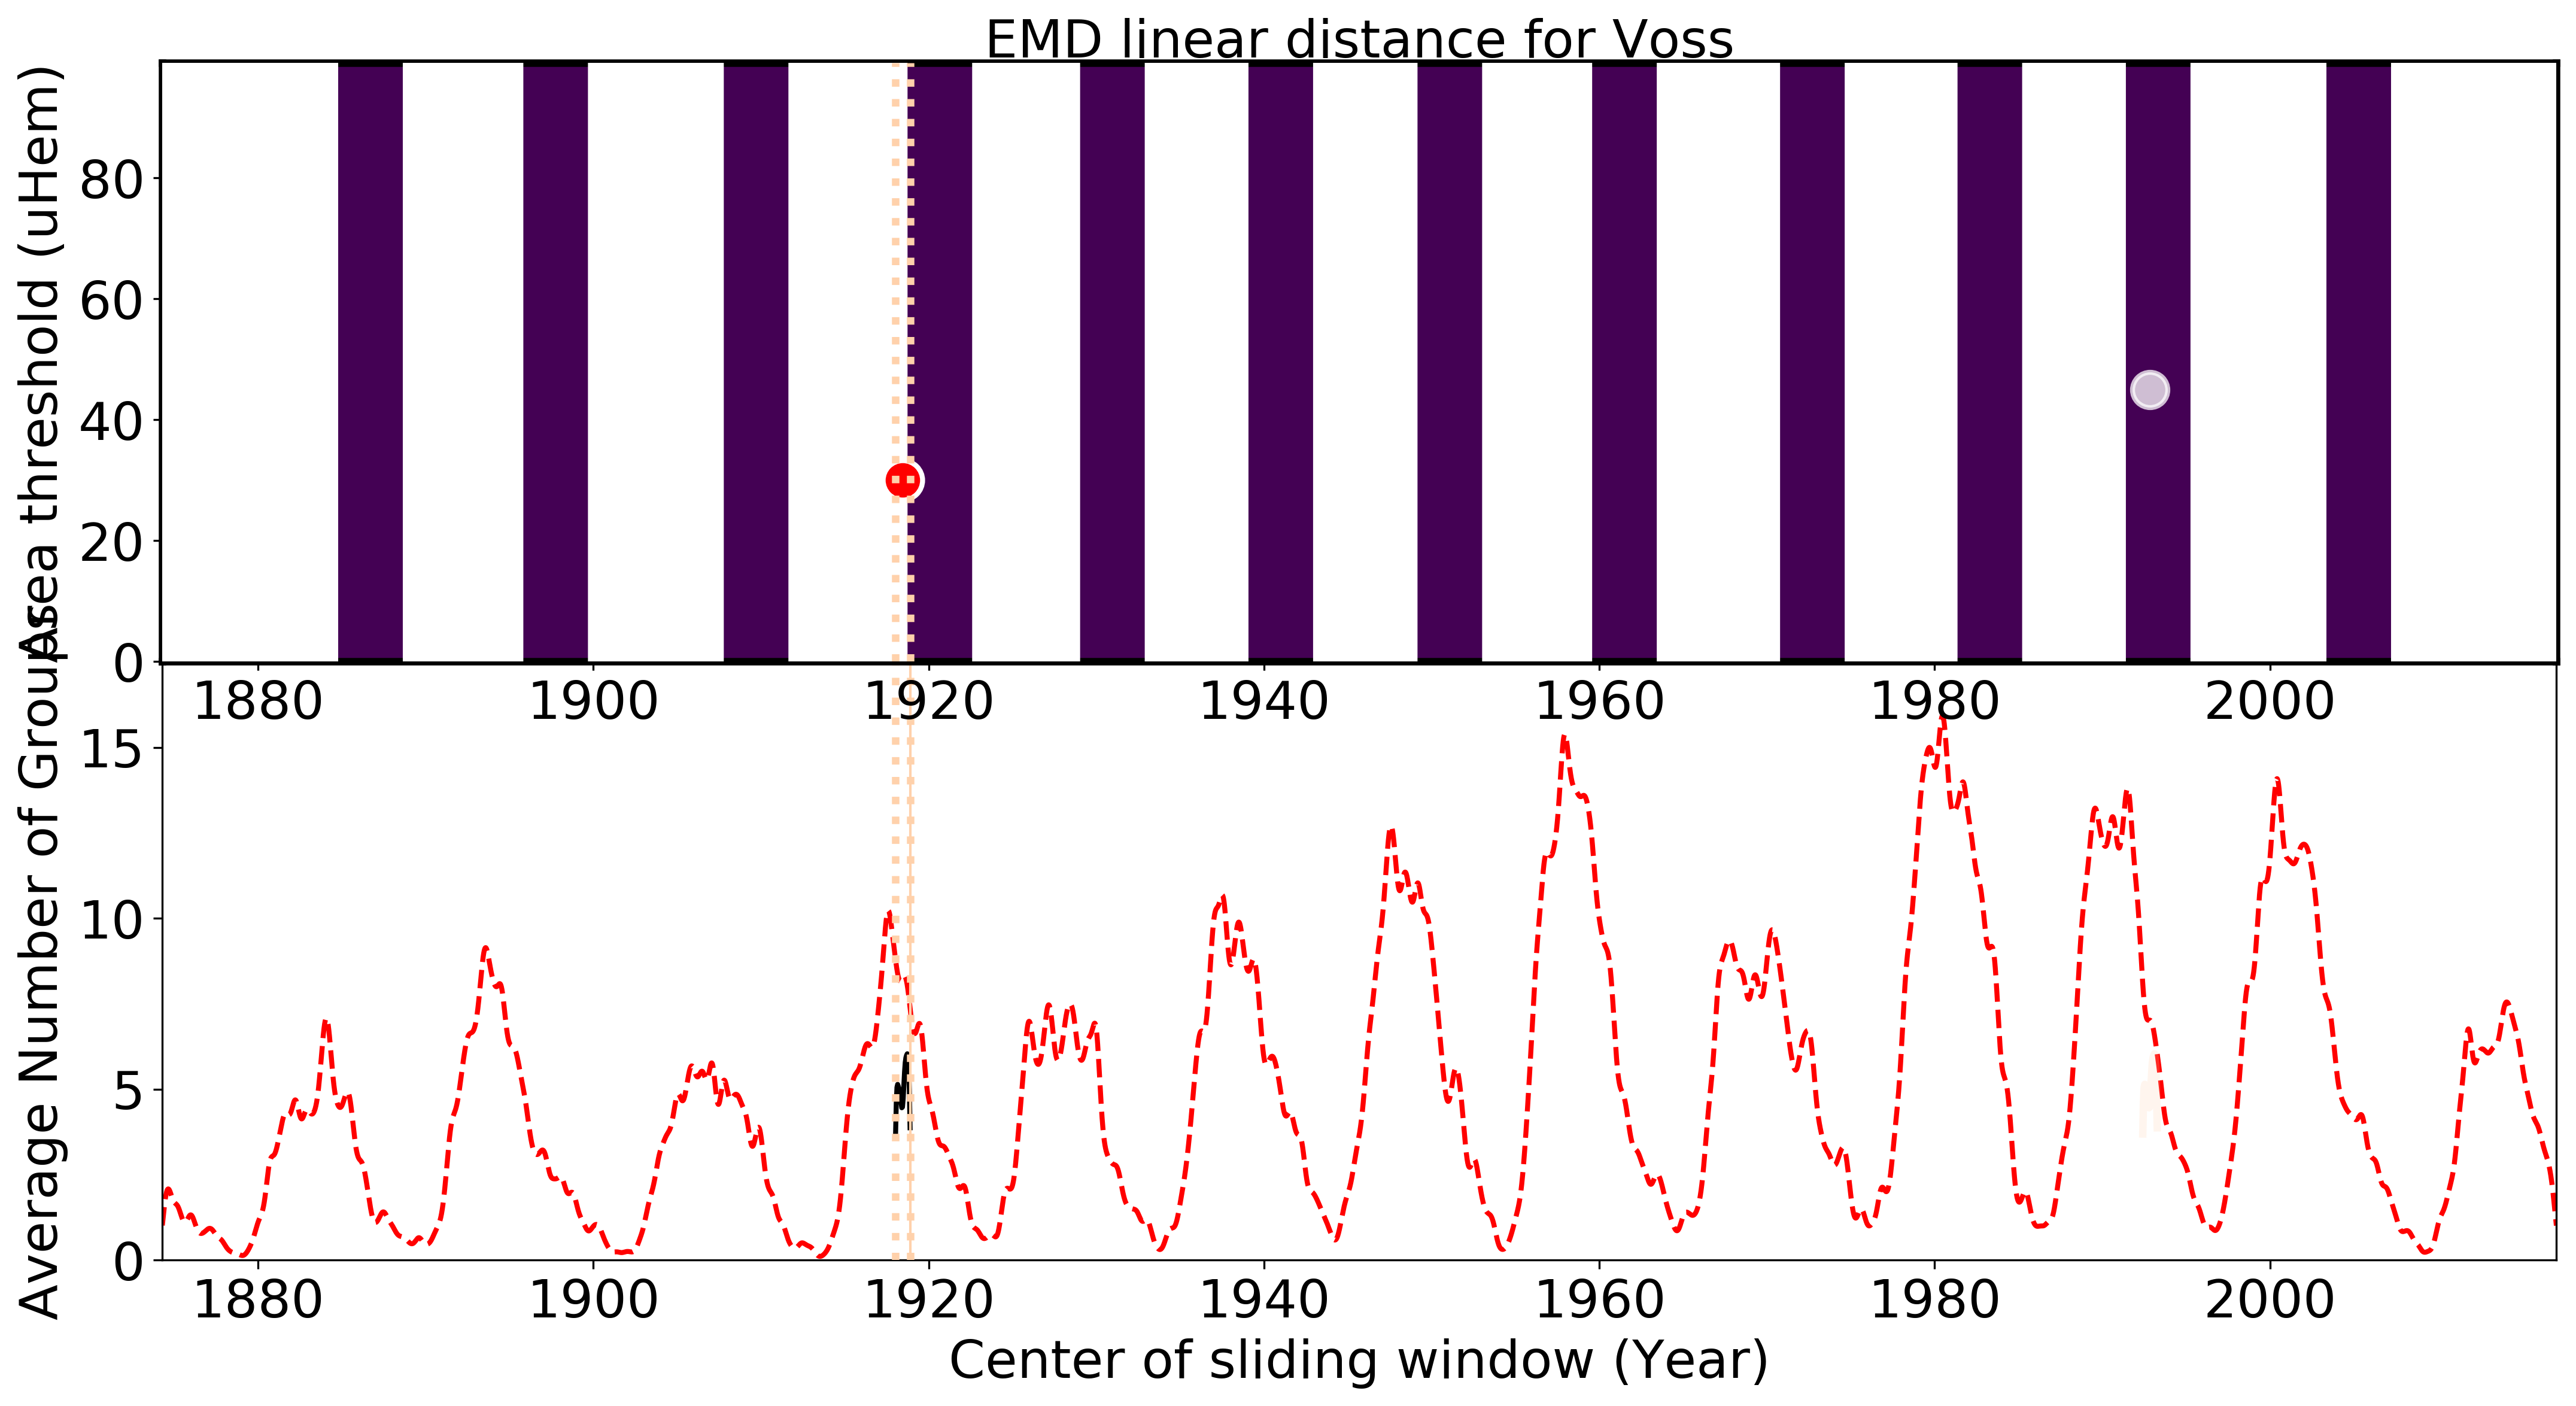 EMD linear distance for Voss
Area threshold (uHem)
80
60
40
20
0
1880 1900 1920 1940 1960 1980 2000
Average Number of Groups
15
10
5
0
1880 1900 1920 1940 1960 1980 2000
Center of sliding window (Year)